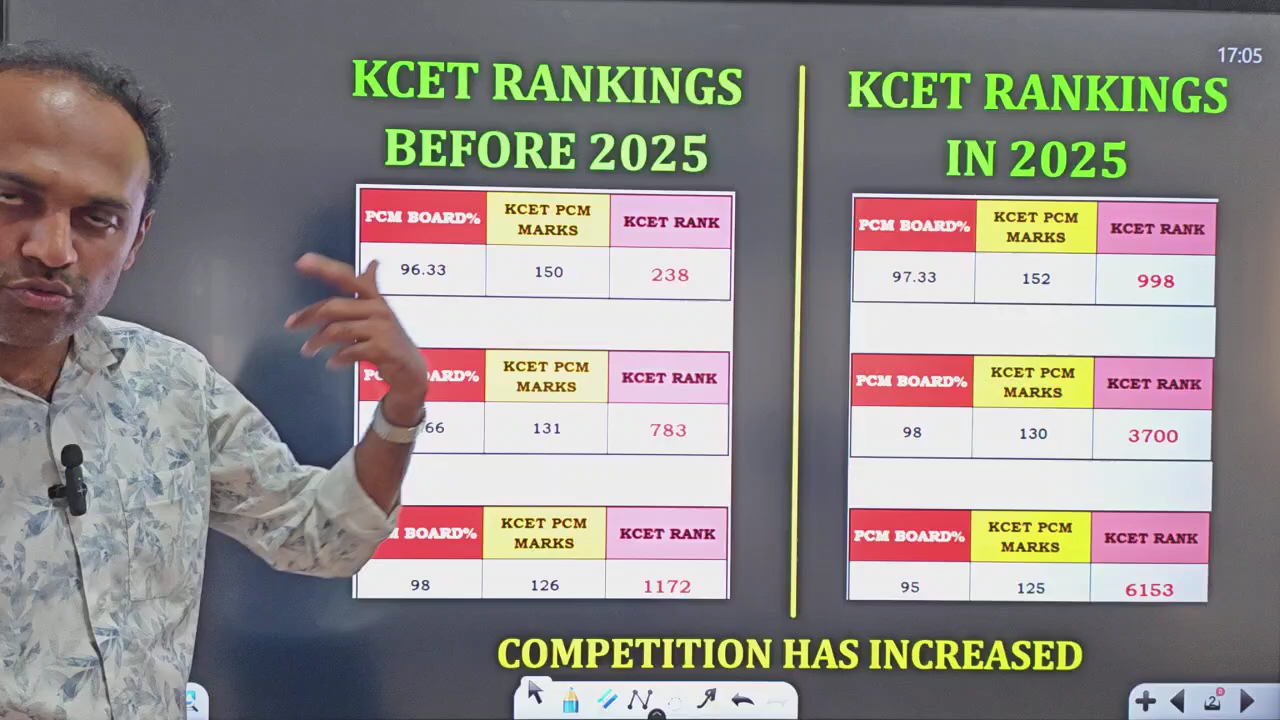 17:05
KCET RANKINGS
BEFORE 2025
PCM BOARD% KCET PCM MARKS KCET RANK
96.33 150 238
BOARD% KCET PCM MARKS KCET RANK
.66 131 783
BOARD% KCET PCM MARKS KCET RANK
98 126 1172
KCET RANKINGS
IN 2025
PCM BOARD% KCET PCM MARKS KCET RANK
97.33 152 998
PCM BOARD% KCET PCM MARKS KCET RANK
98 130 3700
PCM BOARD% KCET PCM MARKS KCET RANK
95 125 6153
COMPETITION HAS INCREASED
2